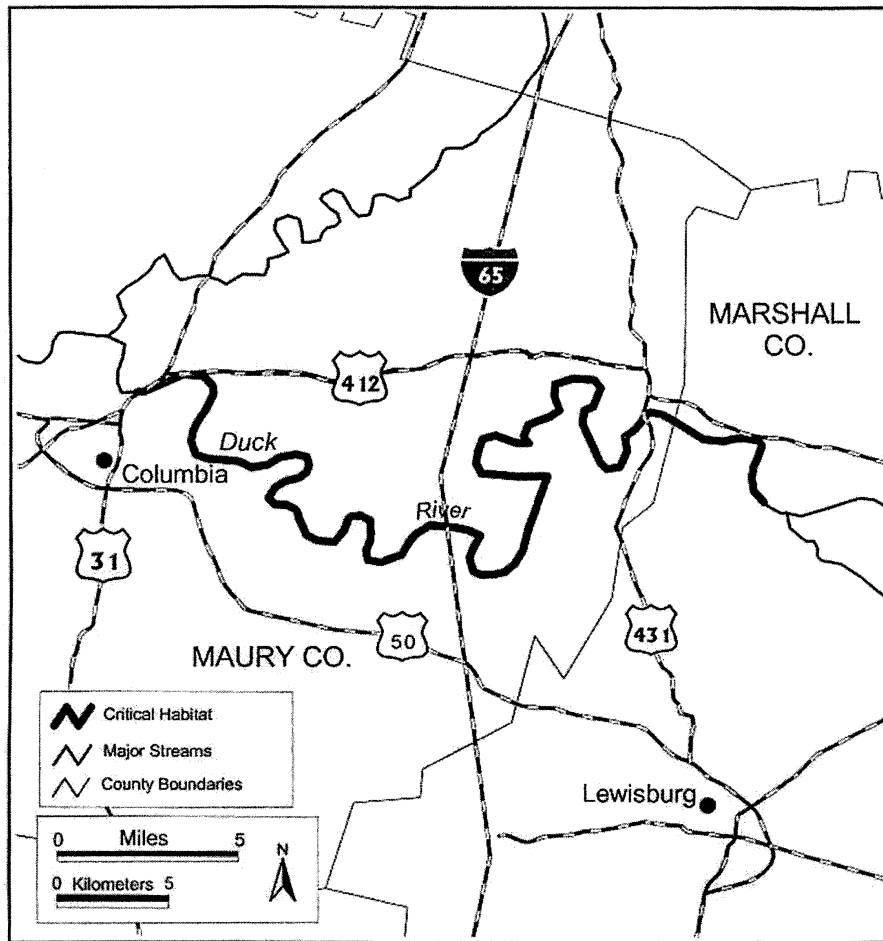 65
MARSHALL
CO.
412
Duck
Columbia
River
31
431
50
MAURY CO.
Critical Habitat
Major Streams
County Boundaries
Lewisburg
0 Miles 5
N
0 Kilometers 5